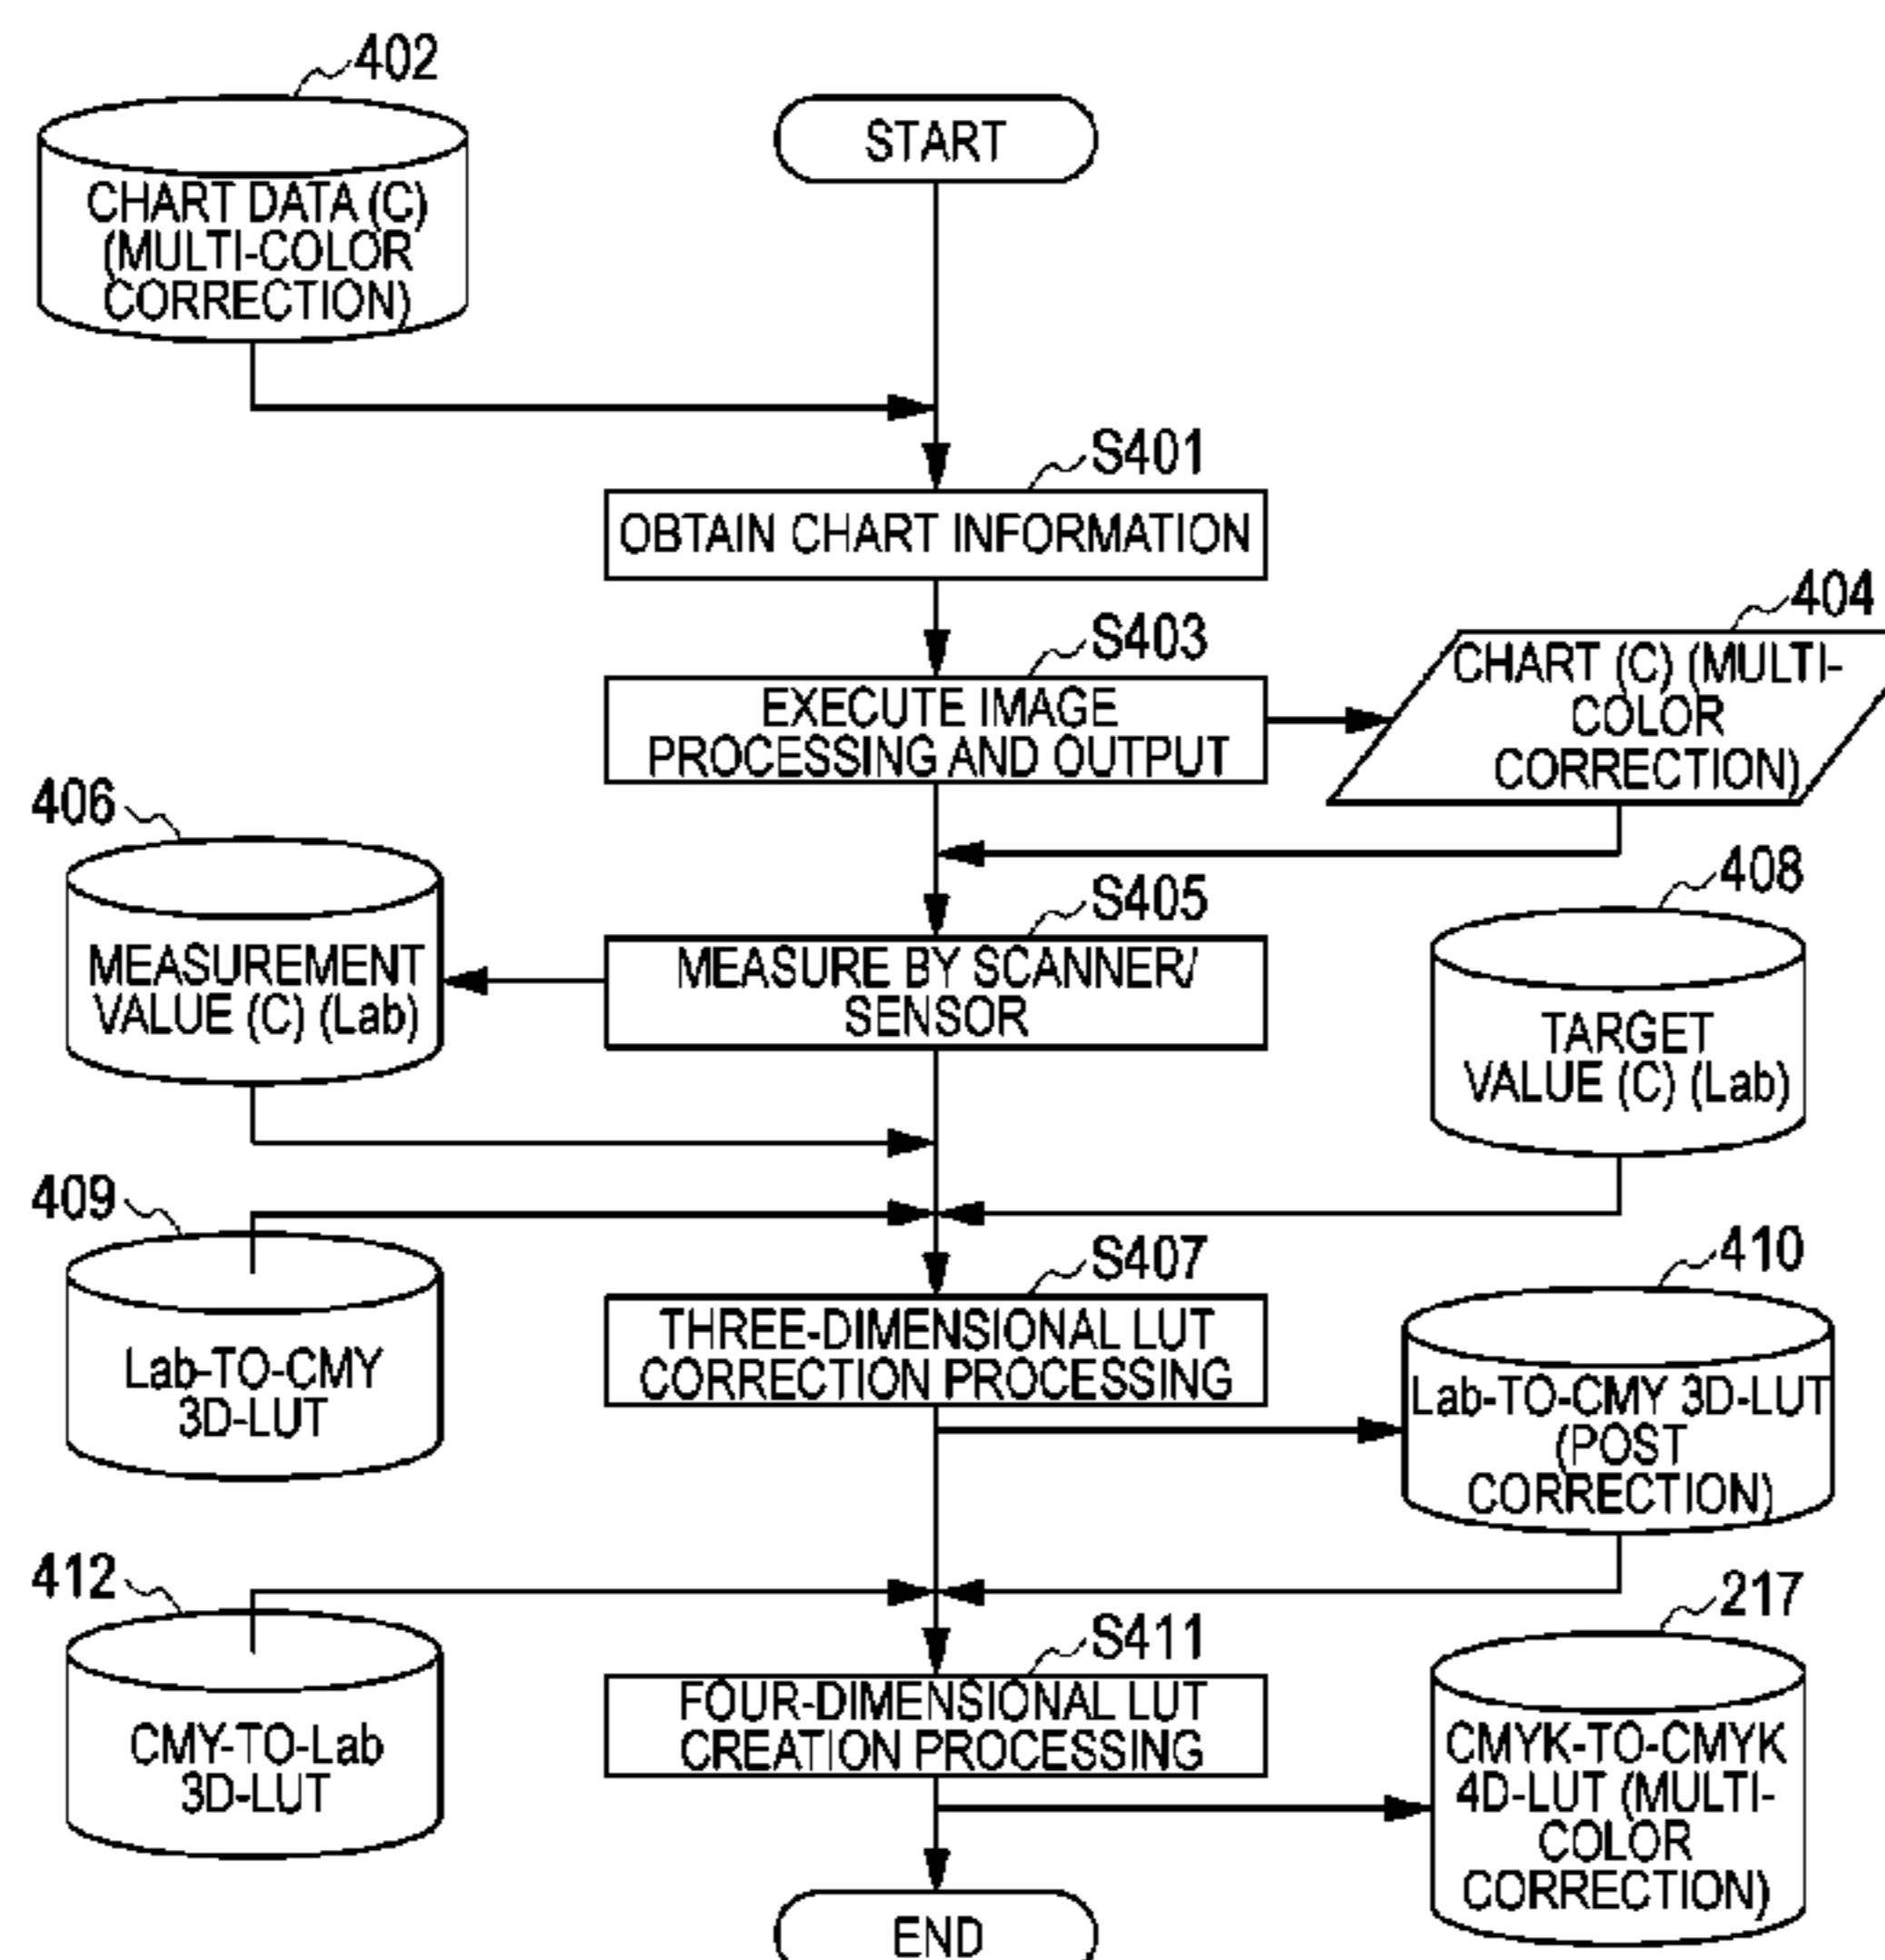 402
START
CHART DATA (C)
(MULTI-COLOR
CORRECTION)
S401
OBTAIN CHART INFORMATION
S403
EXECUTE IMAGE
PROCESSING AND OUTPUT
404
CHART (C) (MULTI-
COLOR
CORRECTION)
406
MEASUREMENT
VALUE (C) (Lab)
S405
MEASURE BY SCANNER/
SENSOR
408
TARGET
VALUE (C) (Lab)
409
Lab-TO-CMY
3D-LUT
S407
THREE-DIMENSIONAL LUT
CORRECTION PROCESSING
410
Lab-TO-CMY 3D-LUT
(POST
CORRECTION)
412
CMY-TO-Lab
3D-LUT
S411
FOUR-DIMENSIONAL LUT
CREATION PROCESSING
217
CMYK-TO-CMYK
4D-LUT (MULTI-
COLOR
CORRECTION)
END